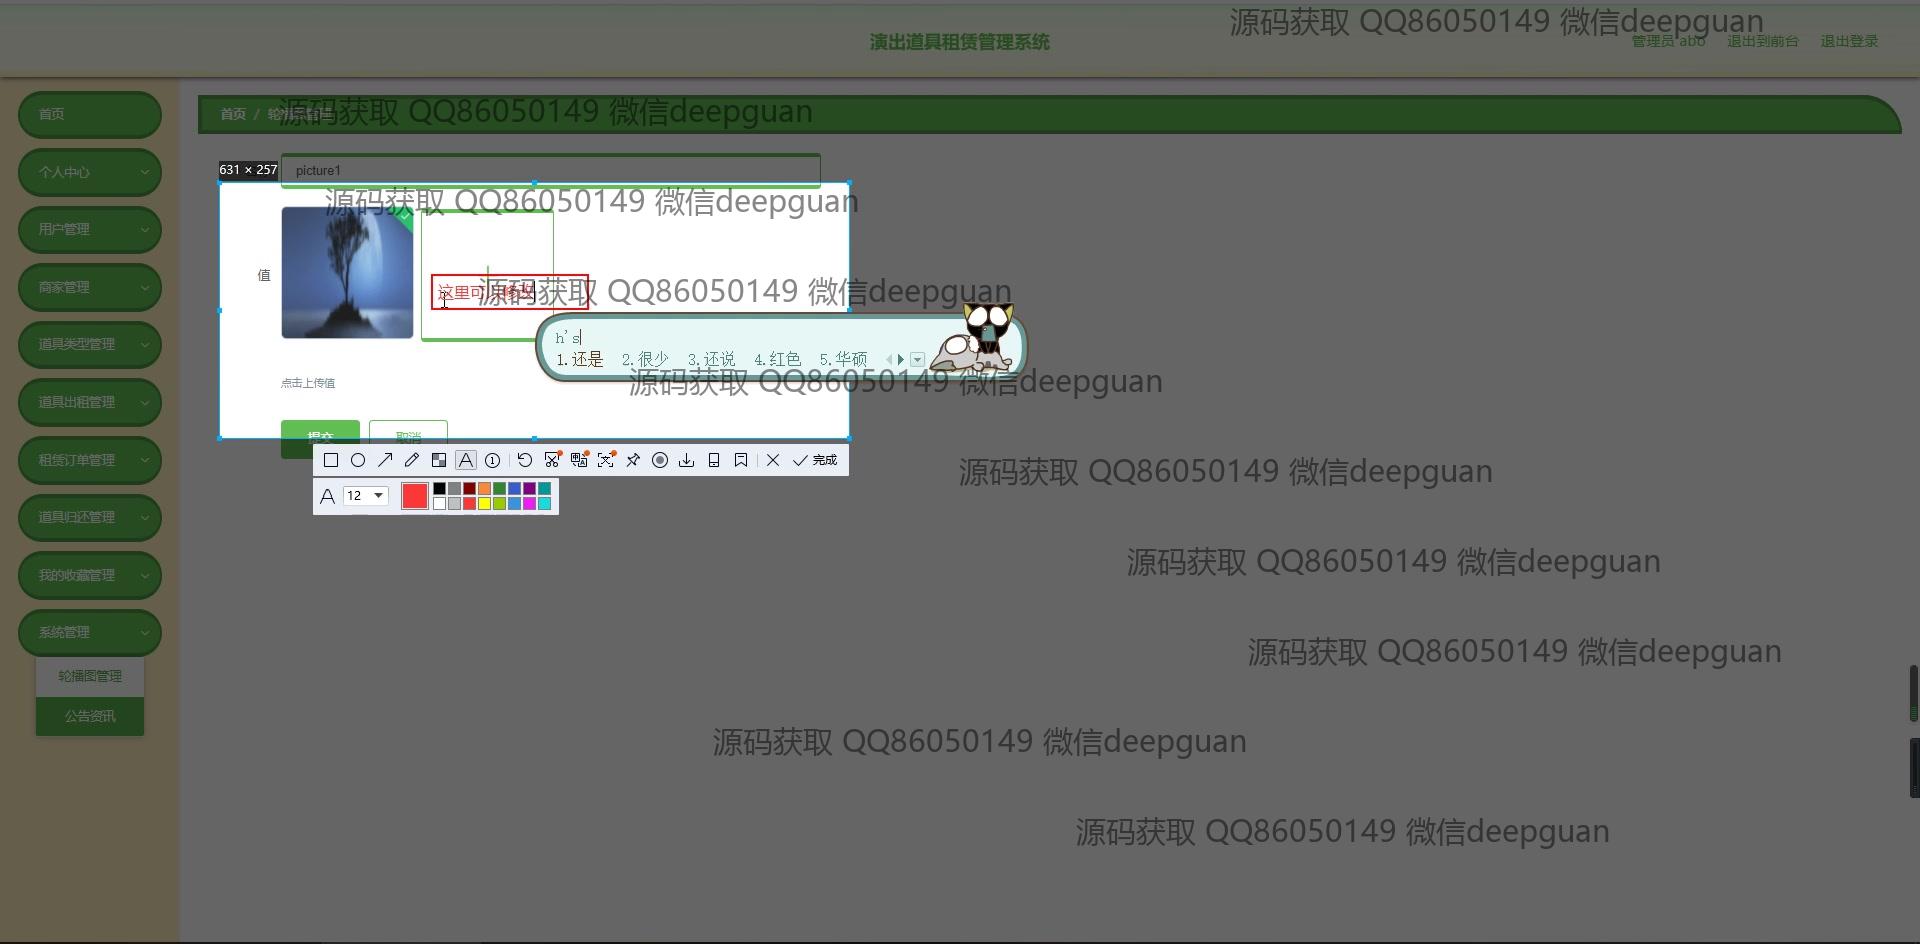 源码获取 QQ86050149 微信deepguan
演出道具租赁管理系统
管理员 abo
退出到前台
退出登录
首页
首页 / 轮播图管理
源码获取 QQ86050149 微信deepguan
个人中心
631 × 257
picture1
源码获取 QQ86050149 微信deepguan
用户管理
值
商家管理
这里可以修改
源码获取 QQ86050149 微信deepguan
h's
道具类型管理
1.还是 2.很少 3.还说 4.红色 5.华硕
点击上传值
源码获取 QQ86050149 微信deepguan
道具出租管理
提交
取消
租赁订单管理
完成
源码获取 QQ86050149 微信deepguan
A 12
道具归还管理
源码获取 QQ86050149 微信deepguan
我的收藏管理
系统管理
源码获取 QQ86050149 微信deepguan
轮播图管理
公告资讯
源码获取 QQ86050149 微信deepguan
源码获取 QQ86050149 微信deepguan